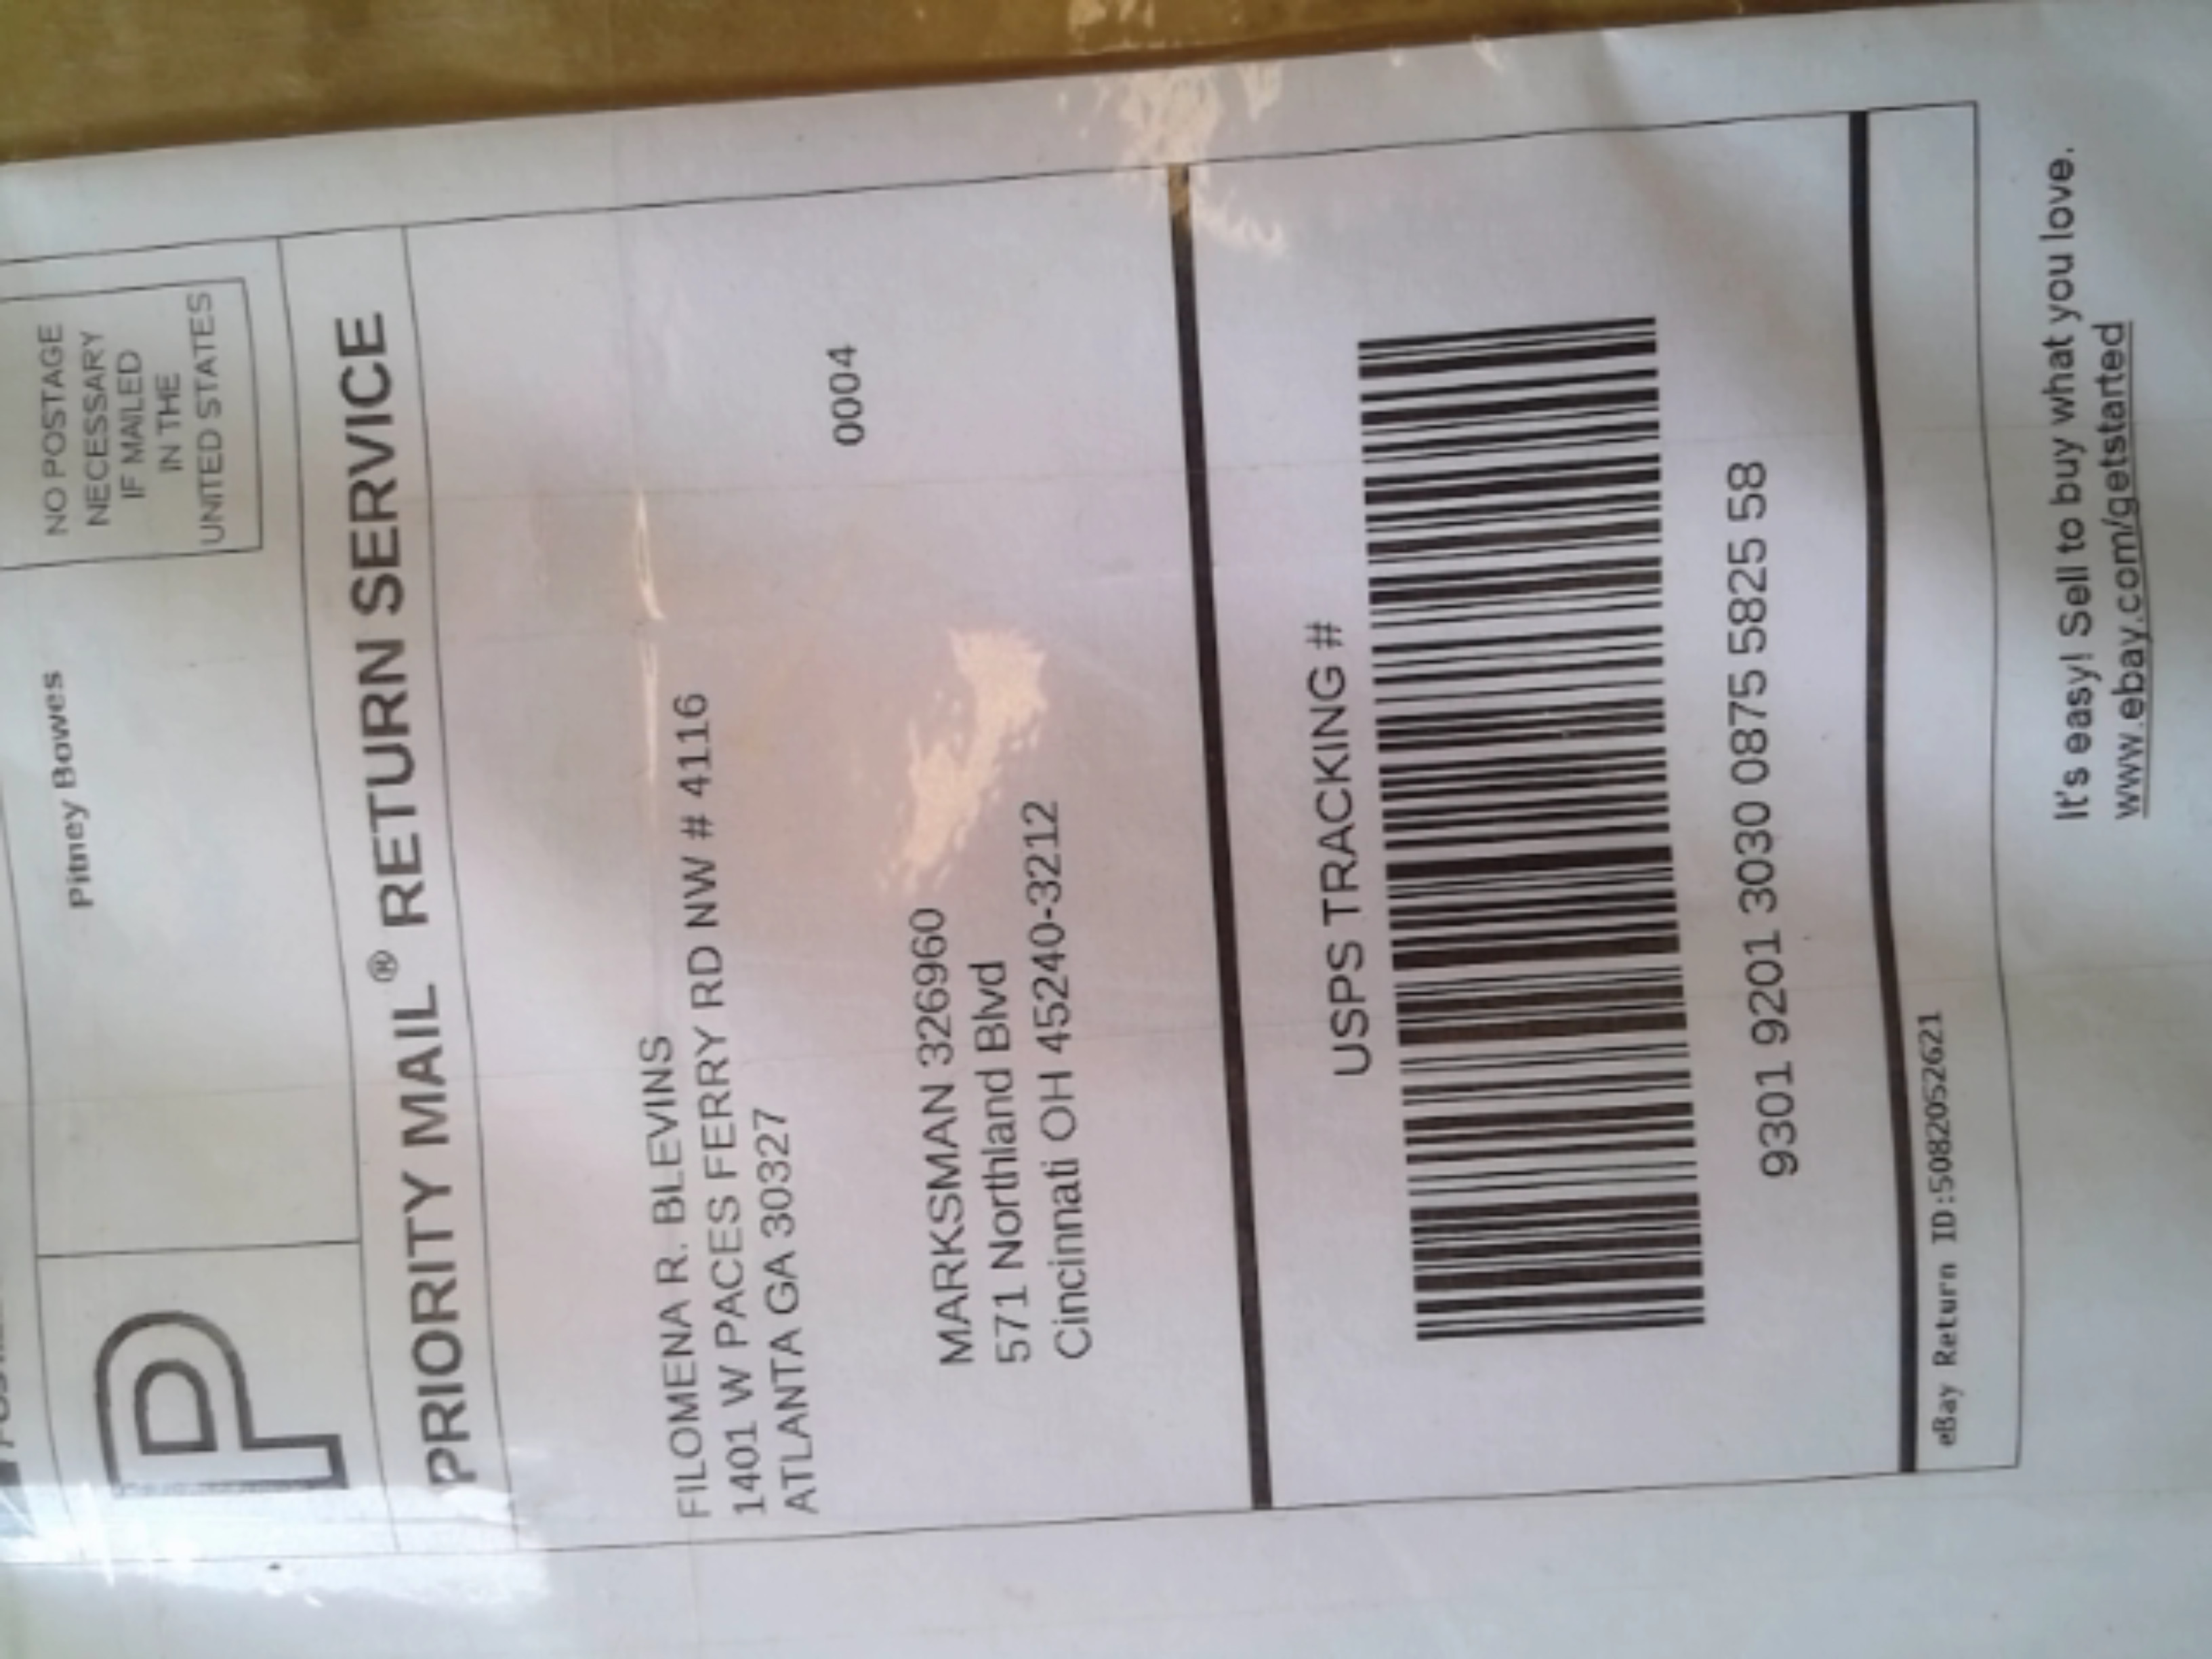 P
Pitney Bowes
NO POSTAGE
NECESSARY
IF MAILED
IN THE
UNITED STATES
PRIORITY MAIL® RETURN SERVICE
FILOMENA R. BLEVINS
1401 W PACES FERRY RD NW # 4116
ATLANTA GA 30327
0004
MARKSMAN 326960
571 Northland Blvd
Cincinnati OH 45240-3212
USPS TRACKING #
9301 9201 3030 0875 5825 58
eBay Return ID:5082052621
It's easy! Sell to buy what you love.
www.ebay.com/getstarted